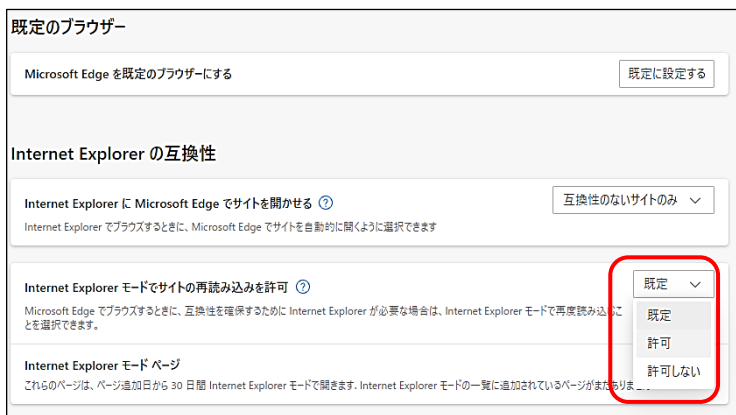 既定のブラウザー
Microsoft Edge を既定のブラウザーにする
既定に設定する
Internet Explorer の互換性
Internet Explorer に Microsoft Edge でサイトを開かせる ?
互換性のないサイトのみ
Internet Explorer でブラウズするときに、Microsoft Edge でサイトを自動的に開くように選択できます
Internet Explorer モードでサイトの再読み込みを許可 ?
既定
Microsoft Edge でブラウズするときに、互換性を確保するために Internet Explorer が必要な場合は、Internet Explorer モードで再度読み込むこ
とを選択できます。
既定
許可
許可しない
Internet Explorer モード ページ
これらのページは、ページ追加日から 30 日間 Internet Explorer モードで開きます. Internet Explorer モードの一覧に追加されているページがまだありま